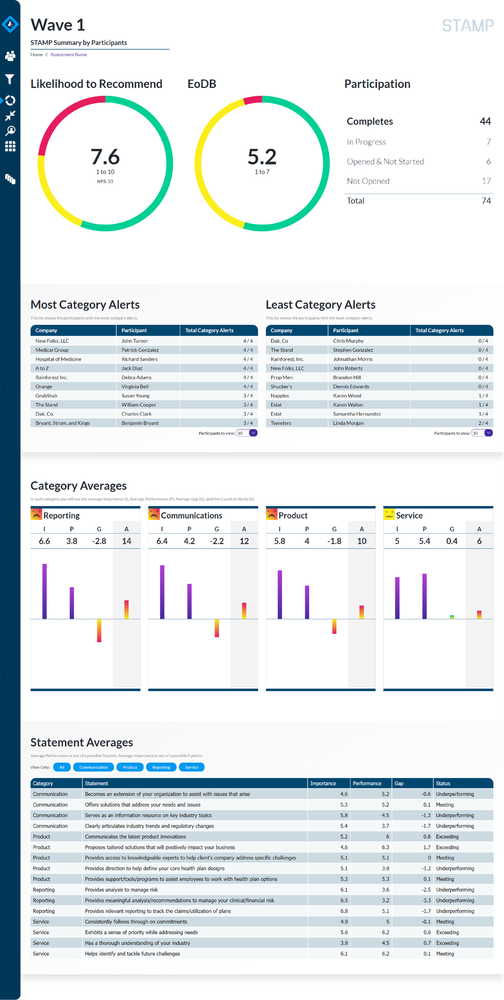 Wave 1
STAMP
STAMP Summary by Participants
Home < Assessment Name
Likelihood to Recommend
7.6
1 to 10
NPS: 33
EoDB
5.2
1 to 7
Participation
Completes 44
In Progress 7
Opened & Not Started 6
Not Opened 17
Total 74
Most Category Alerts
This list shows the participants with the most category alerts.
Company Participant Total Category Alerts
New Folks, LLC John Turner 4 / 4
Medical Group Patrick Gonzalez 4 / 4
Hospital of Medicine Richard Sanders 4 / 4
A to Z Jack Diaz 4 / 4
Rainforest Inc. Debra Adams 4 / 4
Orange Virginia Bell 4 / 4
GrubStub Susan Young 3 / 4
The Stand William Cooper 3 / 4
Dak, Co. Charles Clark 3 / 4
Bryant, Strom, and Kings Benjamin Bryant 3 / 4
Participants to view: 10
Least Category Alerts
This list shows the participants with the least category alerts.
Company Participant Total Category Alerts
Dak, Co Chris Murphy 0 / 4
The Stand Stephen Gonzalez 0 / 4
Rainforest, Inc. Johnathan Morris 0 / 4
New Folks, LLC John Roberts 0 / 4
Prop Men Brandon Hill 0 / 4
Shucker's Dennis Edwards 0 / 4
Napples Karen Wood 1 / 4
Eslat Karen Walker 1 / 4
Eslat Samantha Hernandez 1 / 4
Tweeters Linda Morgan 2 / 4
Participants to view: 10
Category Averages
In each category you will see the Average Importance (I), Average Performance (P), Average Gap (G), amd the Count of Alerts (A).
Reporting
I P G A
6.6 3.8 -2.8 14
Communications
I P G A
6.4 4.2 -2.2 12
Product
I P G A
5.8 4 -1.8 10
Service
I P G A
5 5.4 0.4 6
Statement Averages
Average Performance is out of a possible 0 points. Average Importance is out of a possible 0 points.
View Only: All Communication Product Reporting Service
Category Statement Importance Performance Gap Status
Communication Becomes an extension of your organization to assist with issues that arise 4.6 5.2 -0.6 Underperforming
Communication Offers solutions that address your needs and issues 5.3 5.2 0.1 Meeting
Communication Serves as an information resource on key industry topics 5.8 4.5 -1.3 Underperforming
Communication Clearly articulates industry trends and regulatory changes 5.4 3.7 -1.7 Underperforming
Product Communicates the latest product innovations 5.2 6 0.8 Exceeding
Product Proposes tailored solutions that will positively impact your business 4.6 6.3 1.7 Exceeding
Product Provides access to knowledgeable experts to help client's company address specific challenges 5.1 5.1 0 Meeting
Product Provides direction to help define your core health plan designs 5.1 3.9 -1.2 Underperforming
Product Provides support/tools/programs to assist employees to work with health plan options 5.2 5.3 0.1 Meeting
Reporting Provides analysis to manage risk 6.1 3.6 -2.5 Underperforming
Reporting Provides meaningful analysis/recommendations to manage your clinical/financial risk 6.5 3.2 -3.3 Underperforming
Reporting Provides relevant reporting to track the claims/utilization of plans 6.8 5.1 -1.7 Underperforming
Service Consistently follows through on commitments 4.9 5 -0.1 Meeting
Service Exhibits a sense of priority while addressing needs 5.6 6.2 0.6 Exceeding
Service Has a thorough understanding of your industry 3.8 4.5 0.7 Exceeding
Service Helps identify and tackle future challenges 6.1 6.2 0.1 Meeting